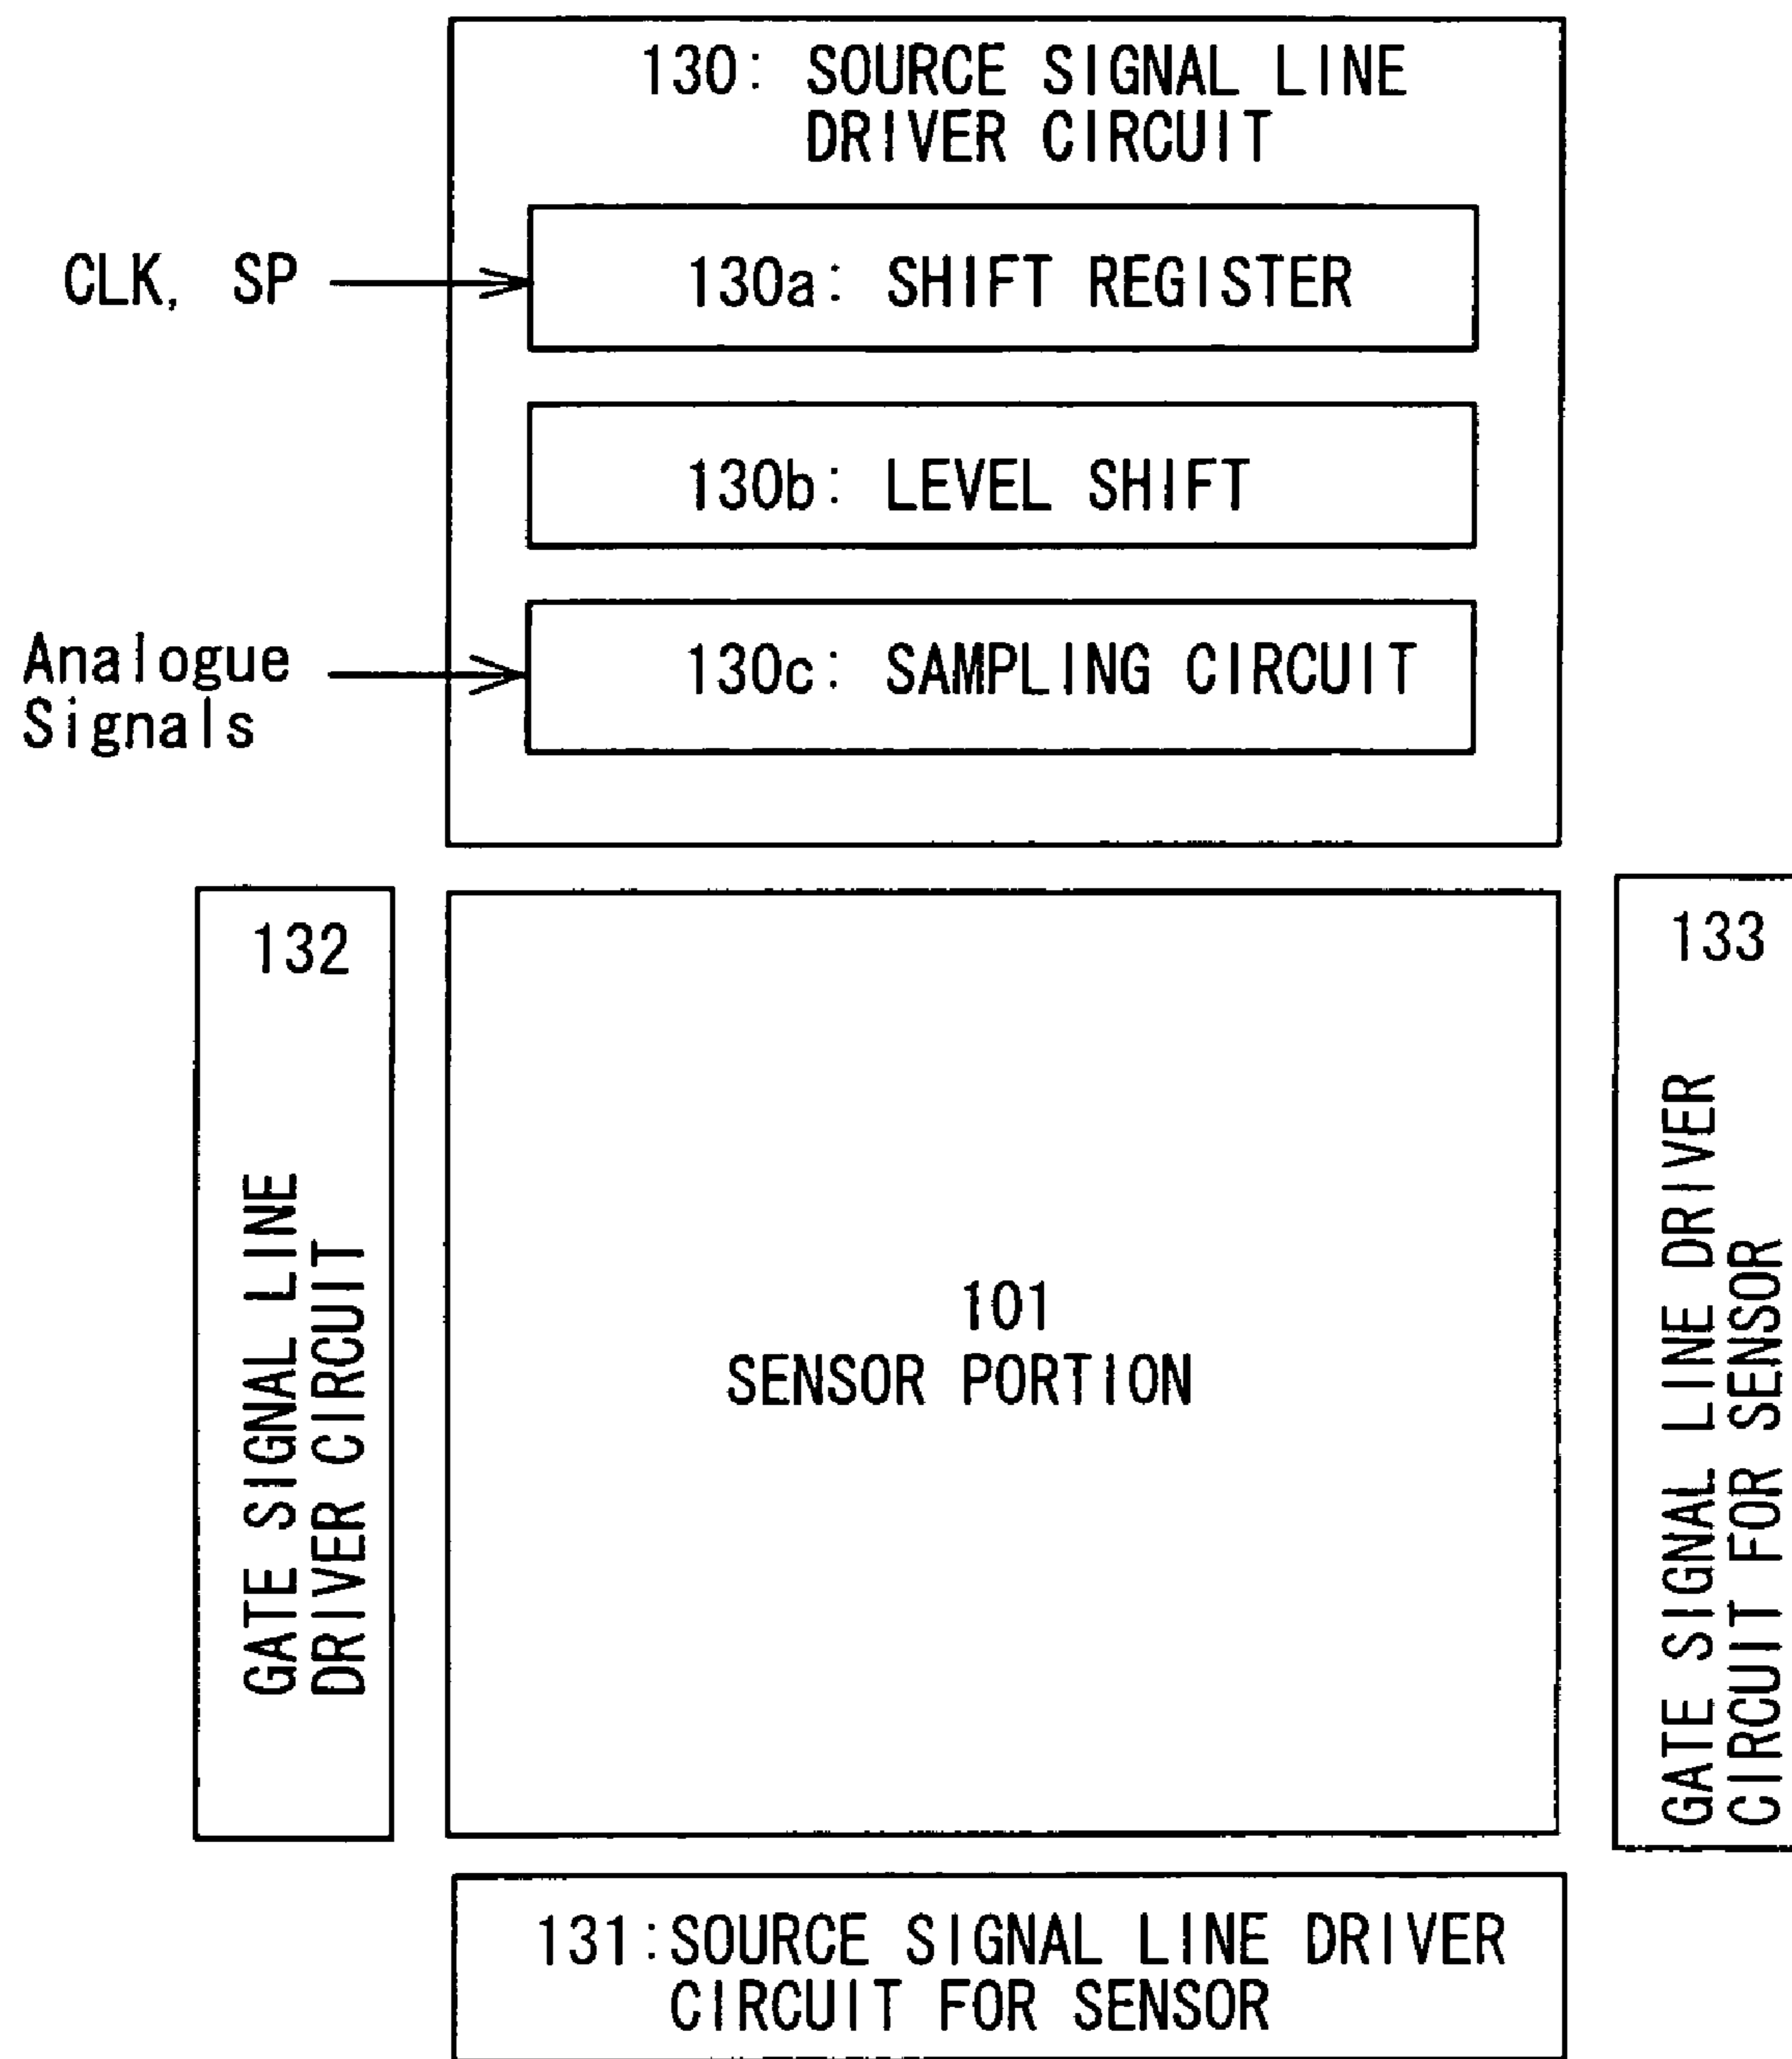 130: SOURCE SIGNAL LINE
DRIVER CIRCUIT
CLK, SP
130a: SHIFT REGISTER
130b: LEVEL SHIFT
Analogue
Signals
130c: SAMPLING CIRCUIT
132
GATE SIGNAL LINE
DRIVER CIRCUIT
101
SENSOR PORTION
133
GATE SIGNAL LINE DRIVER
CIRCUIT FOR SENSOR
131:SOURCE SIGNAL LINE DRIVER
CIRCUIT FOR SENSOR